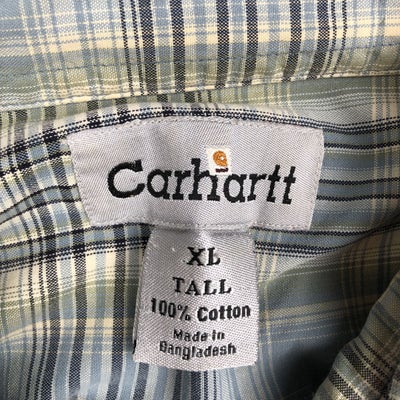 Carhartt
XL
TALL
100% Cotton
Made in
Bangladesh